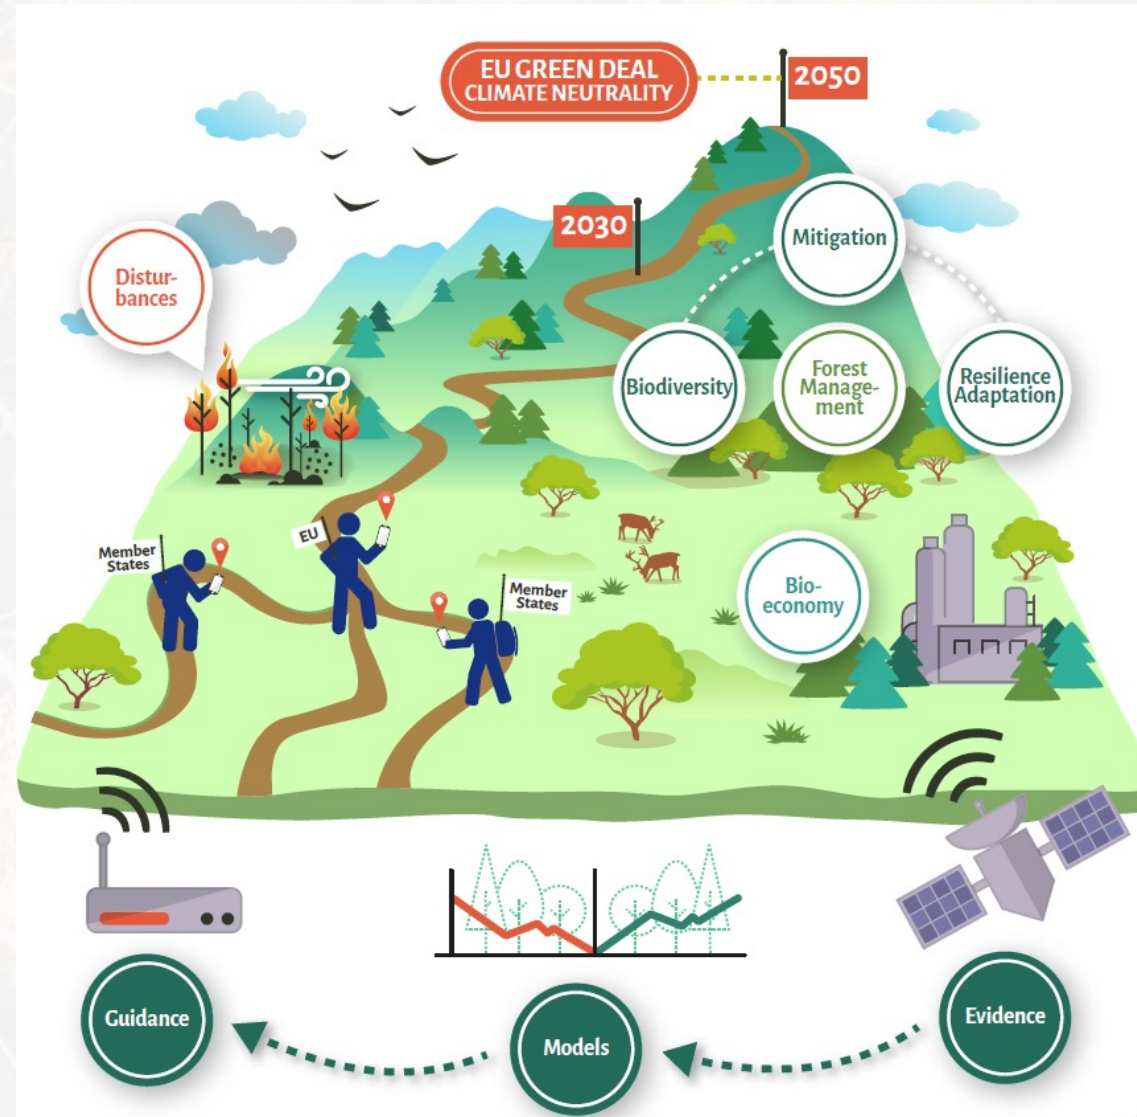 EU GREEN DEAL
CLIMATE NEUTRALITY
2050
2030
Mitigation
Distur-
bances
Biodiversity
Forest
Manage-
ment
Resilience
Adaptation
EU
Member
States
Member
States
Bio-
economy
Guidance
Models
Evidence